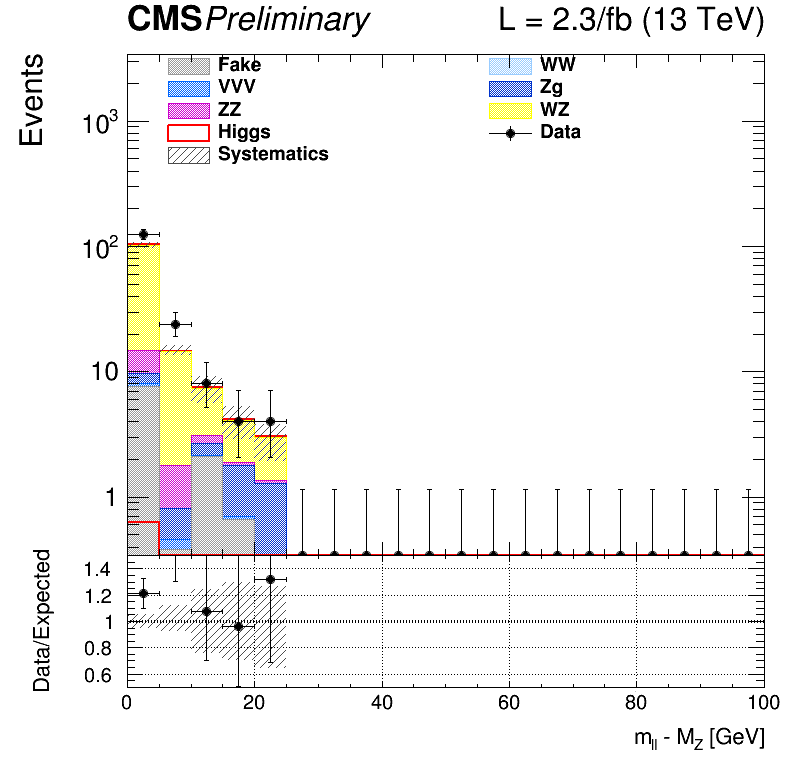 CMS Preliminary L = 2.3/fb (13 TeV)
Events
Fake
VVV
ZZ
Higgs
Systematics
WW
Zg
WZ
Data
10³
10²
10
1
Data/Expected
1.4
1.2
1
0.8
0.6
0 20 40 60 80 100
m_ll - M_Z [GeV]